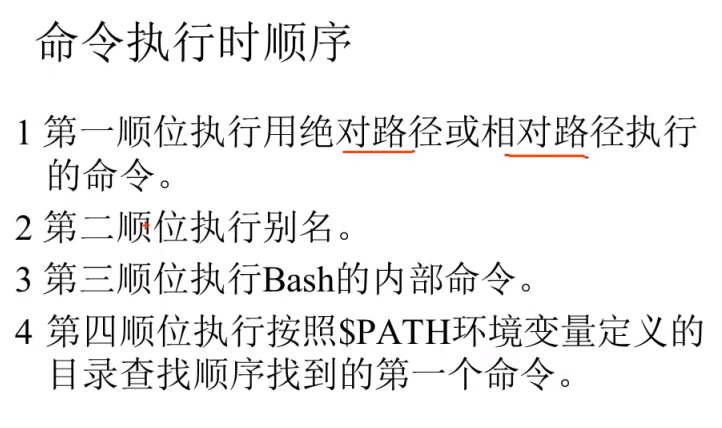 命令执行时顺序
1 第一顺位执行用绝对路径或相对路径执行
的命令。
2 第二顺位执行别名。
3 第三顺位执行Bash的内部命令。
4 第四顺位执行按照$PATH环境变量定义的
目录查找顺序找到的第一个命令。